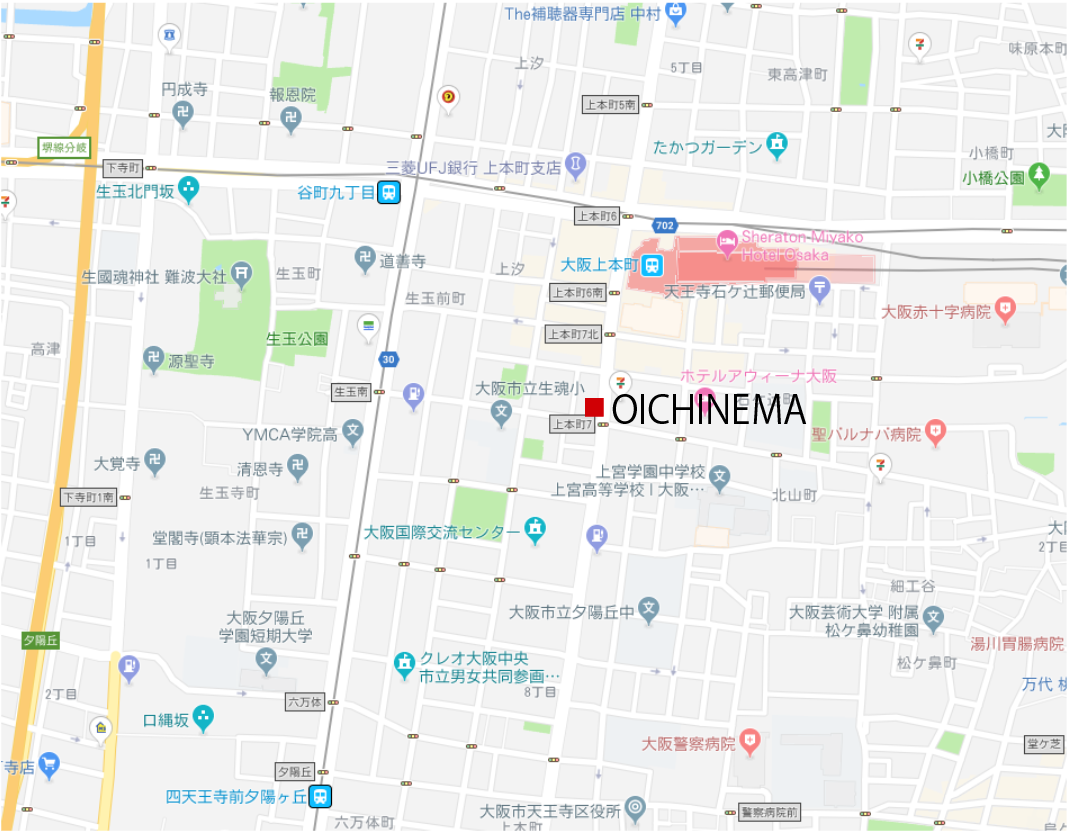 The補聴器専門店 中村
味原本町
上汐
5丁目
東高津町
円成寺
報恩院
上本町5南
堺線分岐
下寺町
三菱UFJ銀行 上本町支店
たかつガーデン
小橋町
小橋公園
生玉北門坂
谷町九丁目
上本町6
702
Sheraton Miyako
Hotel Osaka
大阪上本町
道善寺
上汐
生國魂神社 難波大社
生玉町
生玉前町
上本町6南
天王寺石ケ辻郵便局
大阪赤十字病院
高津
生玉公園
上本町7北
源聖寺
30
生玉南
大阪市立生魂小
ホテルアウィーナ大阪
OICHINEMA
上本町7
YMCA学院高
聖バルナバ病院
大覚寺
清恩寺
上宮学園中学校
上宮高等学校 | 大阪…
北山町
下寺町1南
生玉寺町
1丁目
堂閣寺(顕本法華宗)
大阪国際交流センター
1丁目
2丁目
細工谷
大阪夕陽丘
学園短期大学
大阪市立夕陽丘中
大阪芸術大学 附属
松ケ鼻幼稚園
夕陽丘
湯川胃腸病院
クレオ大阪中央
市立男女共同参画…
松ケ鼻町
2丁目
8丁目
万代
六万体
口縄坂
大阪警察病院
堂ケ芝
寺店
夕陽丘
四天王寺前夕陽ヶ丘
大阪市天王寺区役所
警察病院前
六万体町
上本町